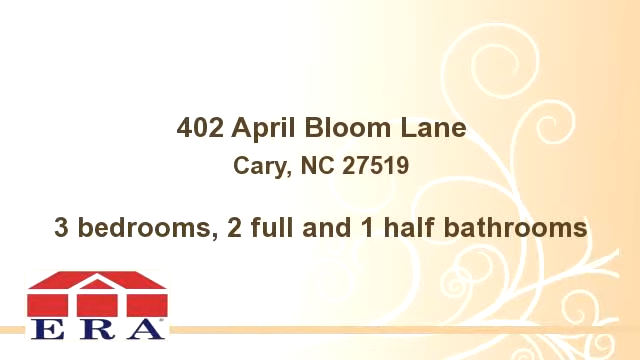 402 April Bloom Lane
Cary, NC 27519
3 bedrooms, 2 full and 1 half bathrooms
ERA®